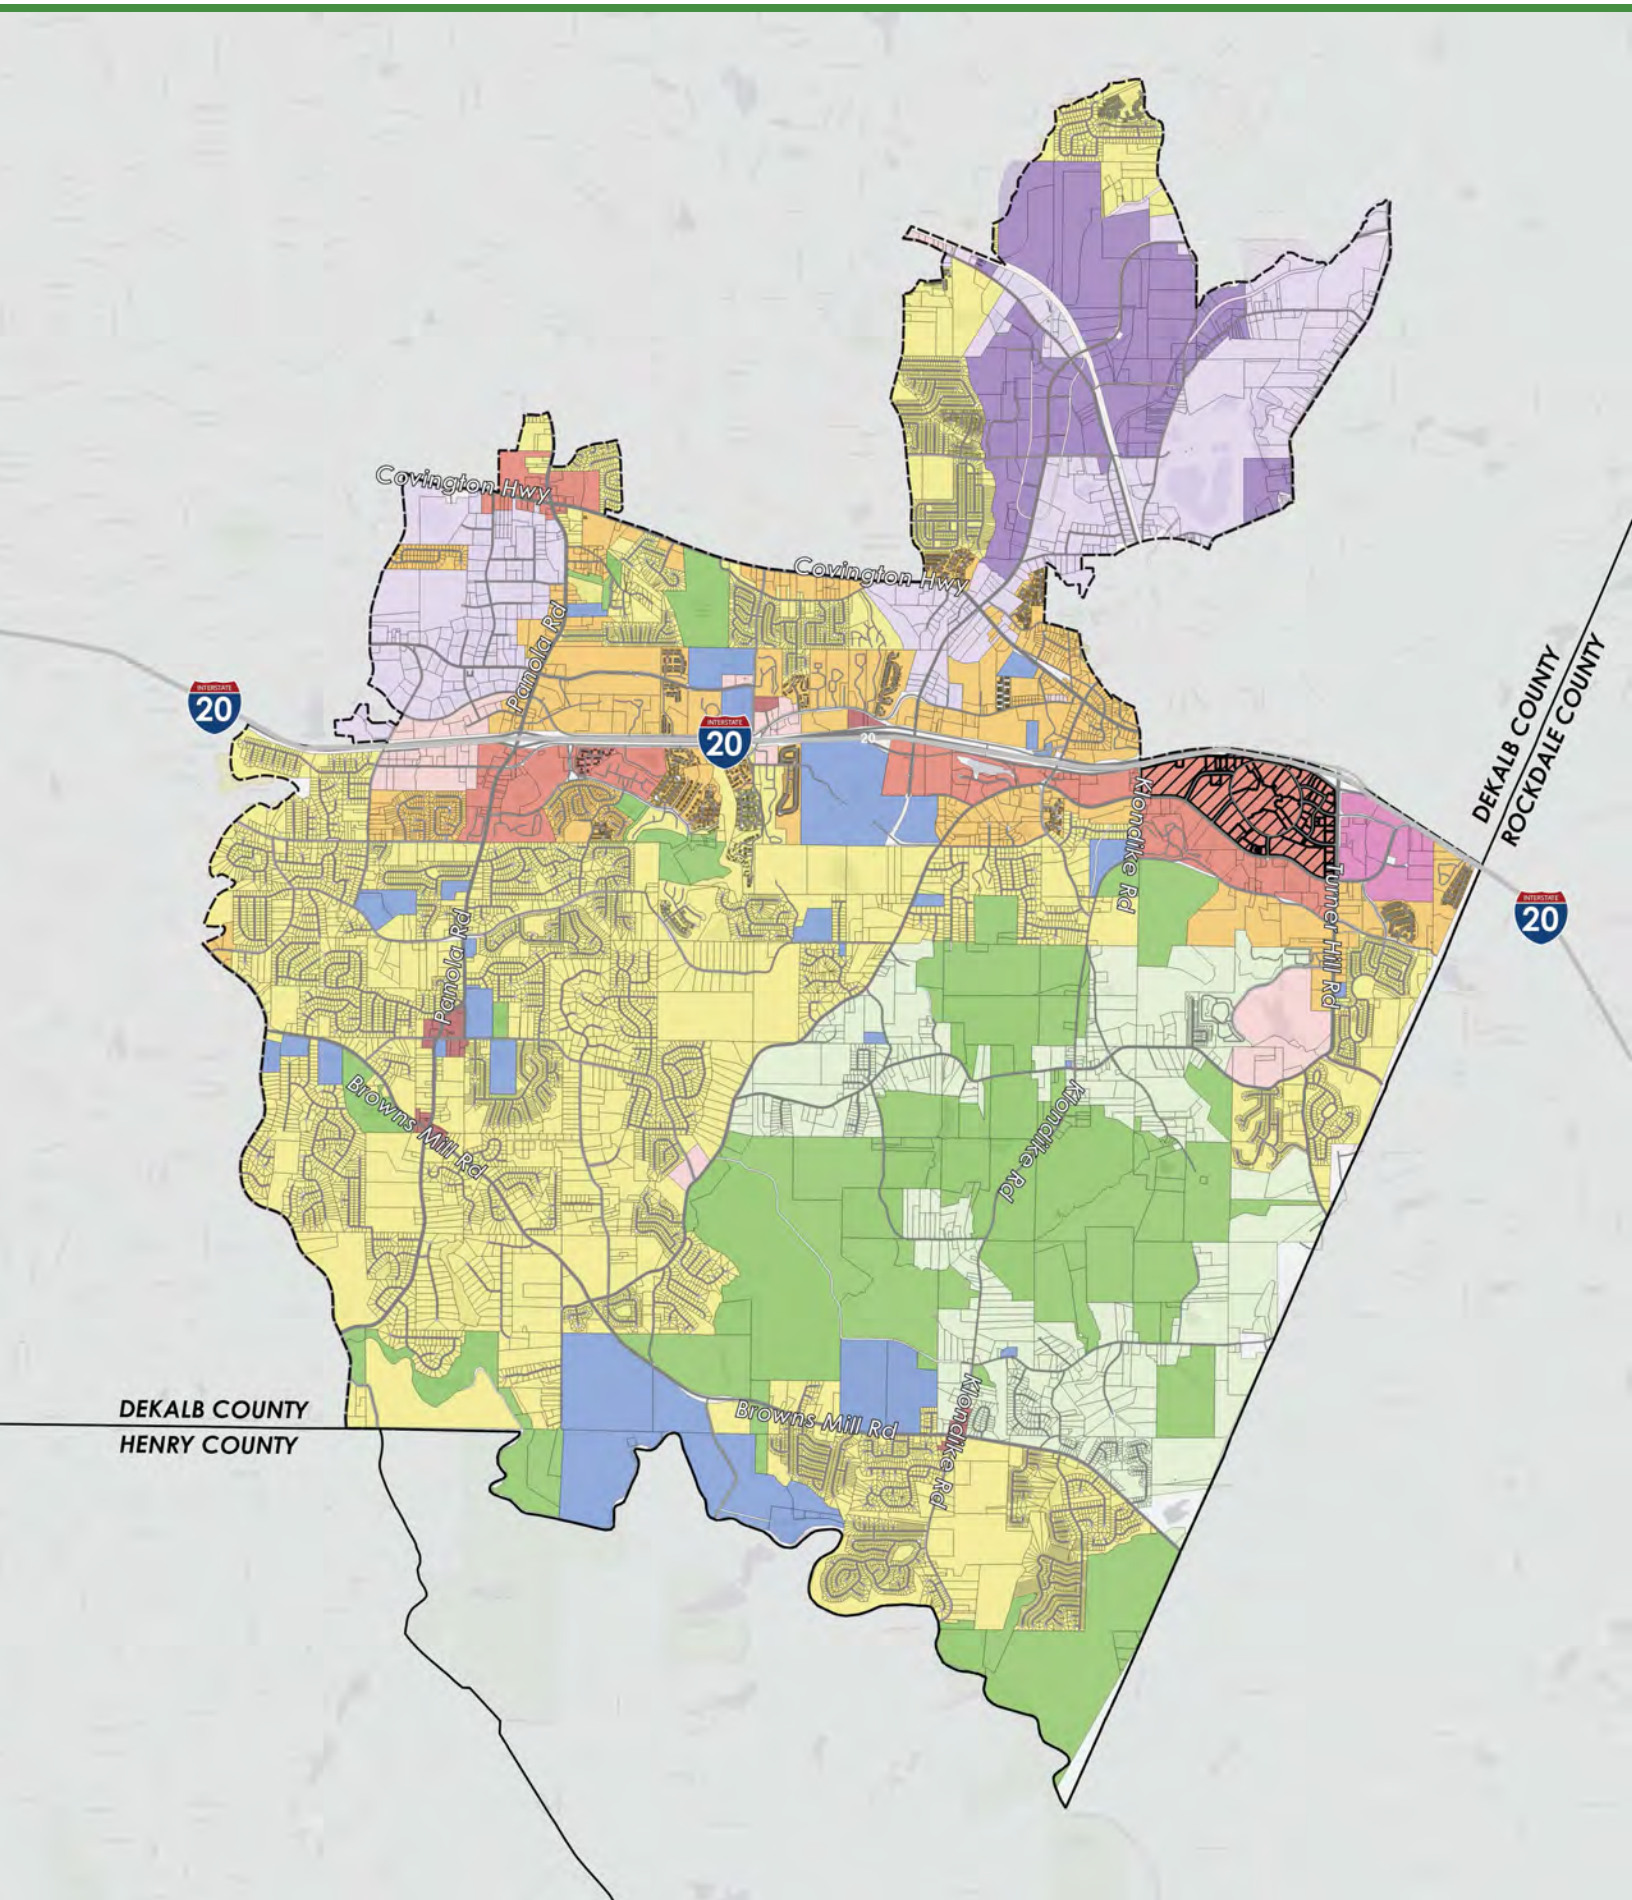 Covington Hwy
Covington Hwy
Panola Rd
INTERSTATE
20
INTERSTATE
20
20
DEKALB COUNTY
ROCKDALE COUNTY
Klondike Rd
Turner Hill Rd
INTERSTATE
20
Panola Rd
Browns Mill Rd
Klondike Rd
DEKALB COUNTY
HENRY COUNTY
Browns Mill Rd
Klondike Rd